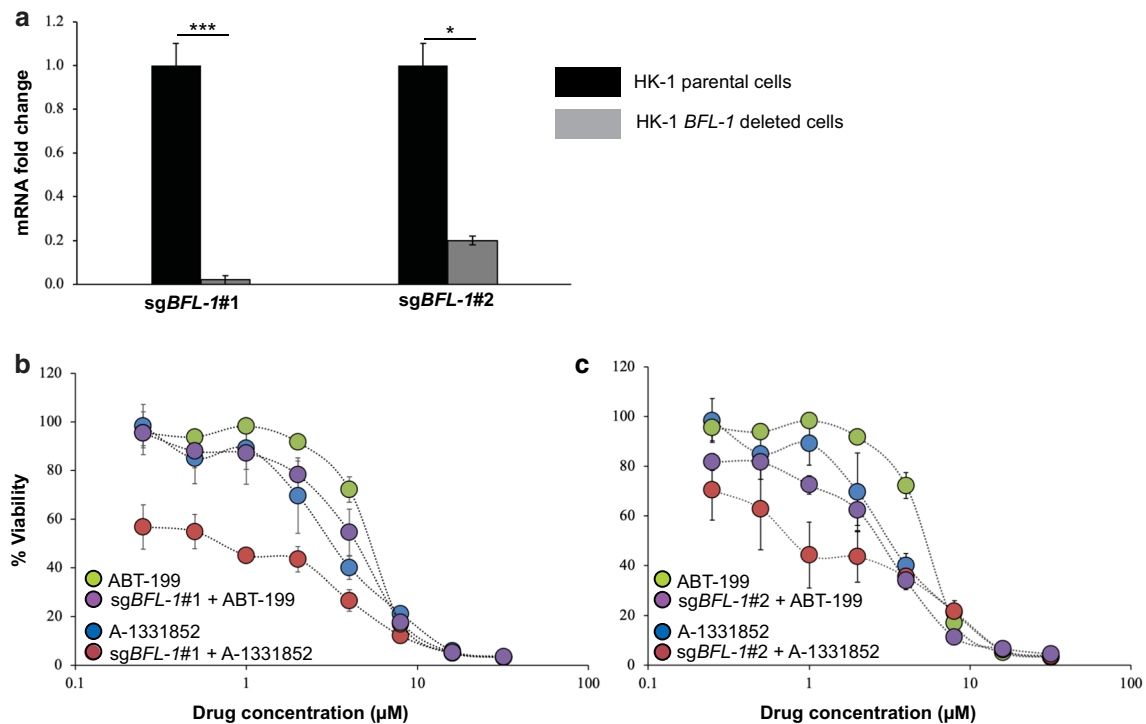 a
1.2
1.0
0.8
0.6
0.4
0.2
0.0
mRNA fold change
***
*
sgBFL-1#1
sgBFL-1#2
HK-1 parental cells
HK-1 BFL-1 deleted cells
b
120
100
80
60
40
20
0
% Viability
ABT-199
sgBFL-1#1 + ABT-199
A-1331852
sgBFL-1#1 + A-1331852
0.1
1
10
100
Drug concentration (µM)
c
120
100
80
60
40
20
0
ABT-199
sgBFL-1#2 + ABT-199
A-1331852
sgBFL-1#2 + A-1331852
0.1
1
10
100
Drug concentration (µM)